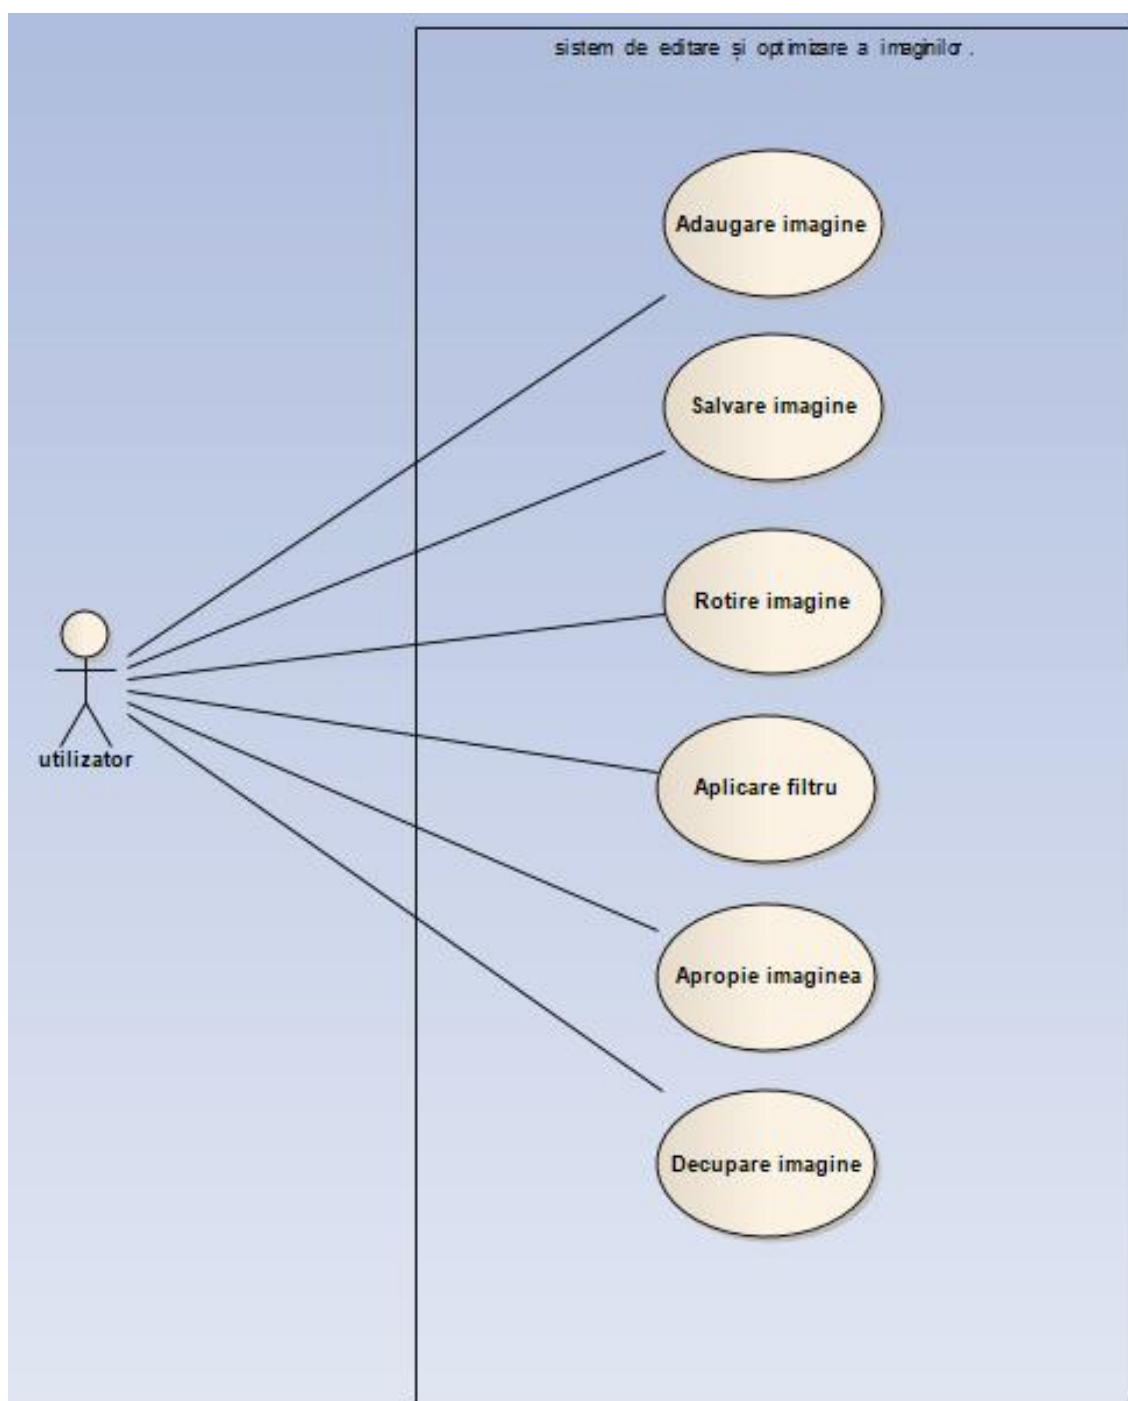 sistem de editare și optimizare a imaginilor.
Adaugare imagine
Salvare imagine
Rotire imagine
utilizator
Aplicare filtru
Apropie imaginea
Decupare imagine